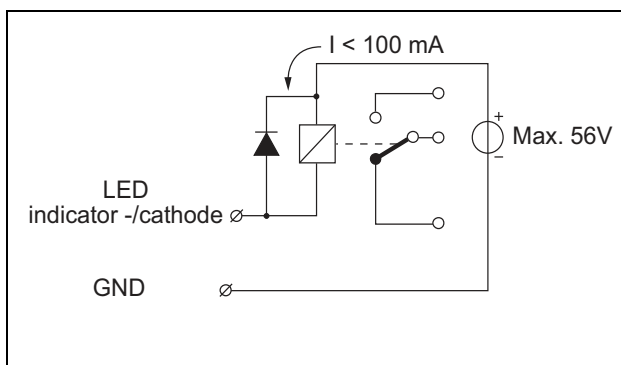 I < 100 mA
+
Max. 56V
–
LED
indicator -/cathode
GND